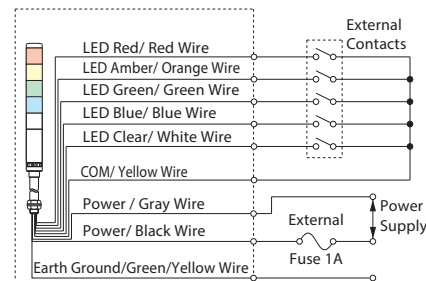 External
Contacts
LED Red/ Red Wire
LED Amber/ Orange Wire
LED Green/ Green Wire
LED Blue/ Blue Wire
LED Clear/ White Wire
COM/ Yellow Wire
Power / Gray Wire
Power/ Black Wire
External
Fuse 1A
Power
Supply
Earth Ground/Green/Yellow Wire